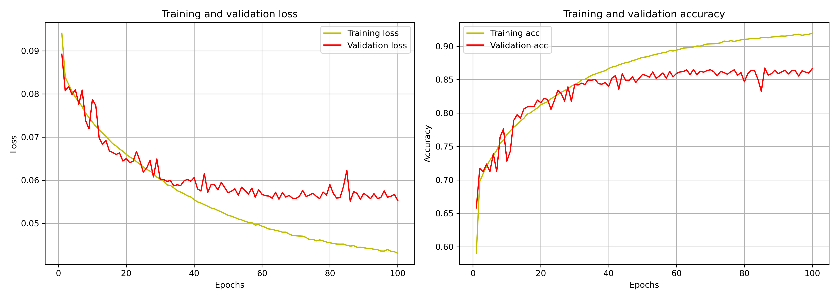 Training and validation loss
Training loss
Validation loss
0.09
0.08
0.07
0.06
0.05
Loss
0
20
40
60
80
100
Epochs
Training and validation accuracy
Training acc
Validation acc
0.90
0.85
0.80
0.75
0.70
0.65
0.60
Accuracy
0
20
40
60
80
100
Epochs